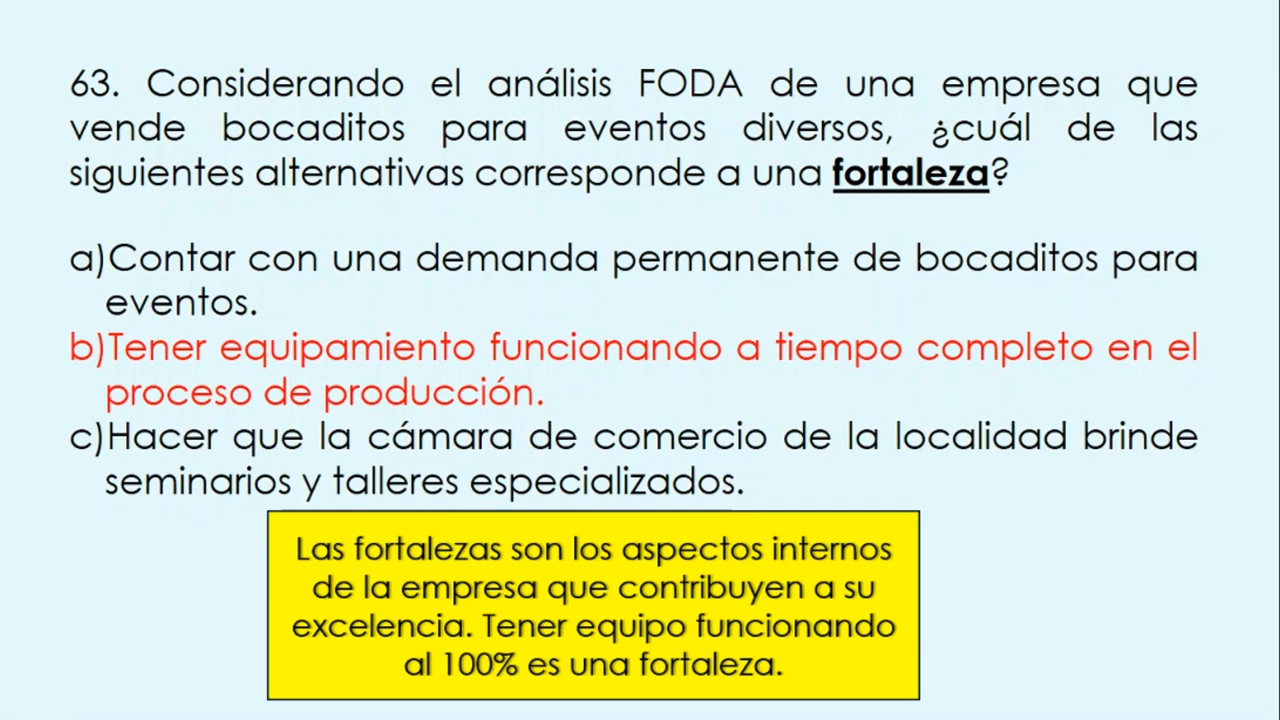 63. Considerando el análisis FODA de una empresa que
vende bocaditos para eventos diversos, ¿cuál de las
siguientes alternativas corresponde a una fortaleza?
a)Contar con una demanda permanente de bocaditos para
eventos.
b)Tener equipamiento funcionando a tiempo completo en el
proceso de producción.
c)Hacer que la cámara de comercio de la localidad brinde
seminarios y talleres especializados.
Las fortalezas son los aspectos internos
de la empresa que contribuyen a su
excelencia. Tener equipo funcionando
al 100% es una fortaleza.